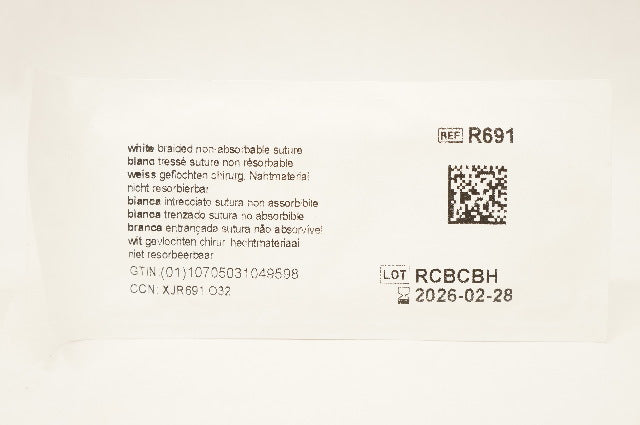 REF R691
white braided non-absorbable suture
blanc tressé suture non résorbable
weiss geflochten chirurg. Nahtmaterial
nicht resorbierbar
bianca intrecciato sutura non assorbibile
blanca trenzado sutura no absorbible
branca entrançada sutura não absorvível
wit gevlochten chirur. hechtmateriaal
niet resorbeerbaar
GTIN (01)10705031049598
CCN: XJR691 O32
LOT RCBCBH
2026-02-28